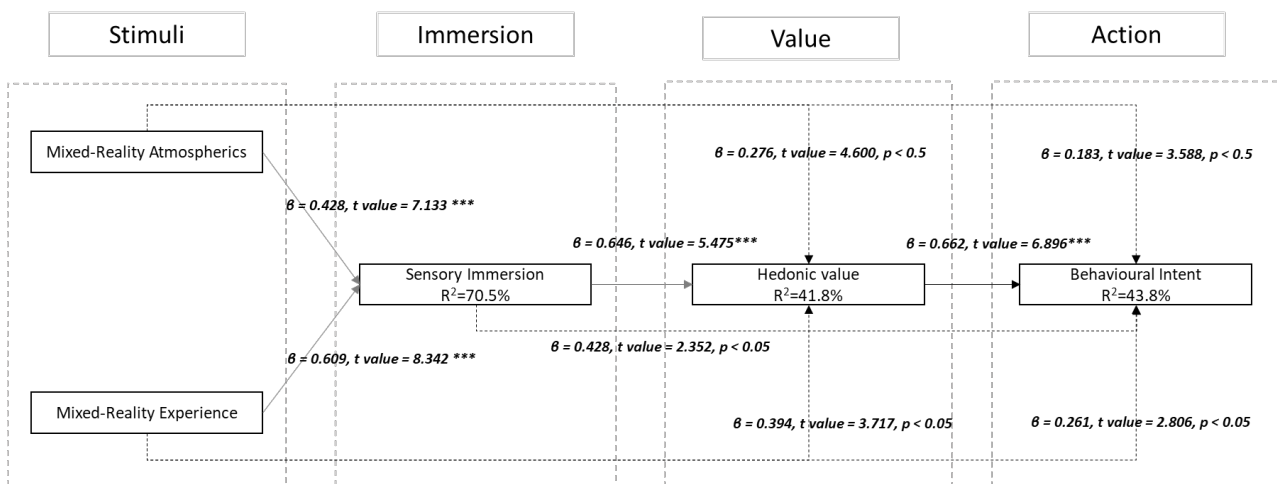 Stimuli
Immersion
Value
Action
Mixed-Reality Atmospherics
ϐ = 0.276, t value = 4.600, p < 0.5
ϐ = 0.183, t value = 3.588, p < 0.5
ϐ = 0.428, t value = 7.133 ***
ϐ = 0.646, t value = 5.475***
ϐ = 0.662, t value = 6.896***
Sensory Immersion
R²=70.5%
Hedonic value
R²=41.8%
Behavioural Intent
R²=43.8%
ϐ = 0.428, t value = 2.352, p < 0.05
ϐ = 0.609, t value = 8.342 ***
Mixed-Reality Experience
ϐ = 0.394, t value = 3.717, p < 0.05
ϐ = 0.261, t value = 2.806, p < 0.05